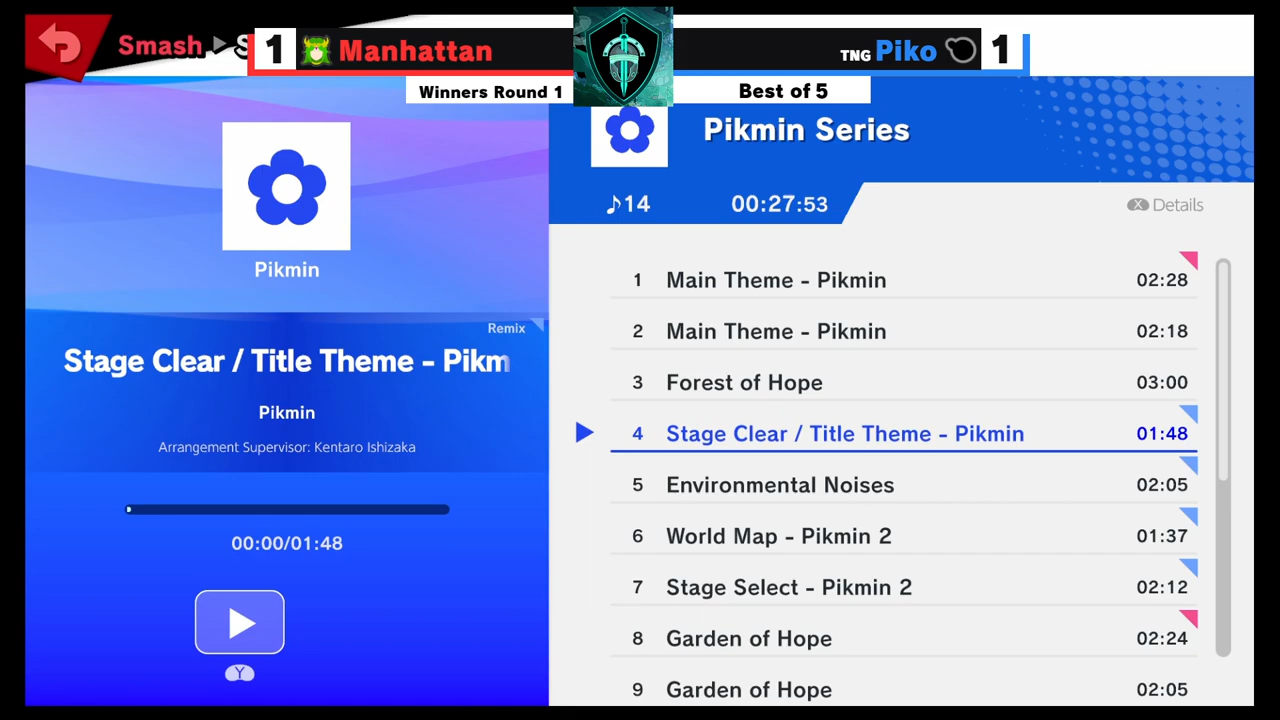 Smash
1 Manhattan
TNG Piko 1
Winners Round 1
Best of 5
Pikmin
Remix
Stage Clear / Title Theme - Pikm
Pikmin
Arrangement Supervisor: Kentaro Ishizaka
00:00/01:48
Y
Pikmin Series
♪14 00:27:53
X Details
1 Main Theme - Pikmin 02:28
2 Main Theme - Pikmin 02:18
3 Forest of Hope 03:00
4 Stage Clear / Title Theme - Pikmin 01:48
5 Environmental Noises 02:05
6 World Map - Pikmin 2 01:37
7 Stage Select - Pikmin 2 02:12
8 Garden of Hope 02:24
9 Garden of Hope 02:05